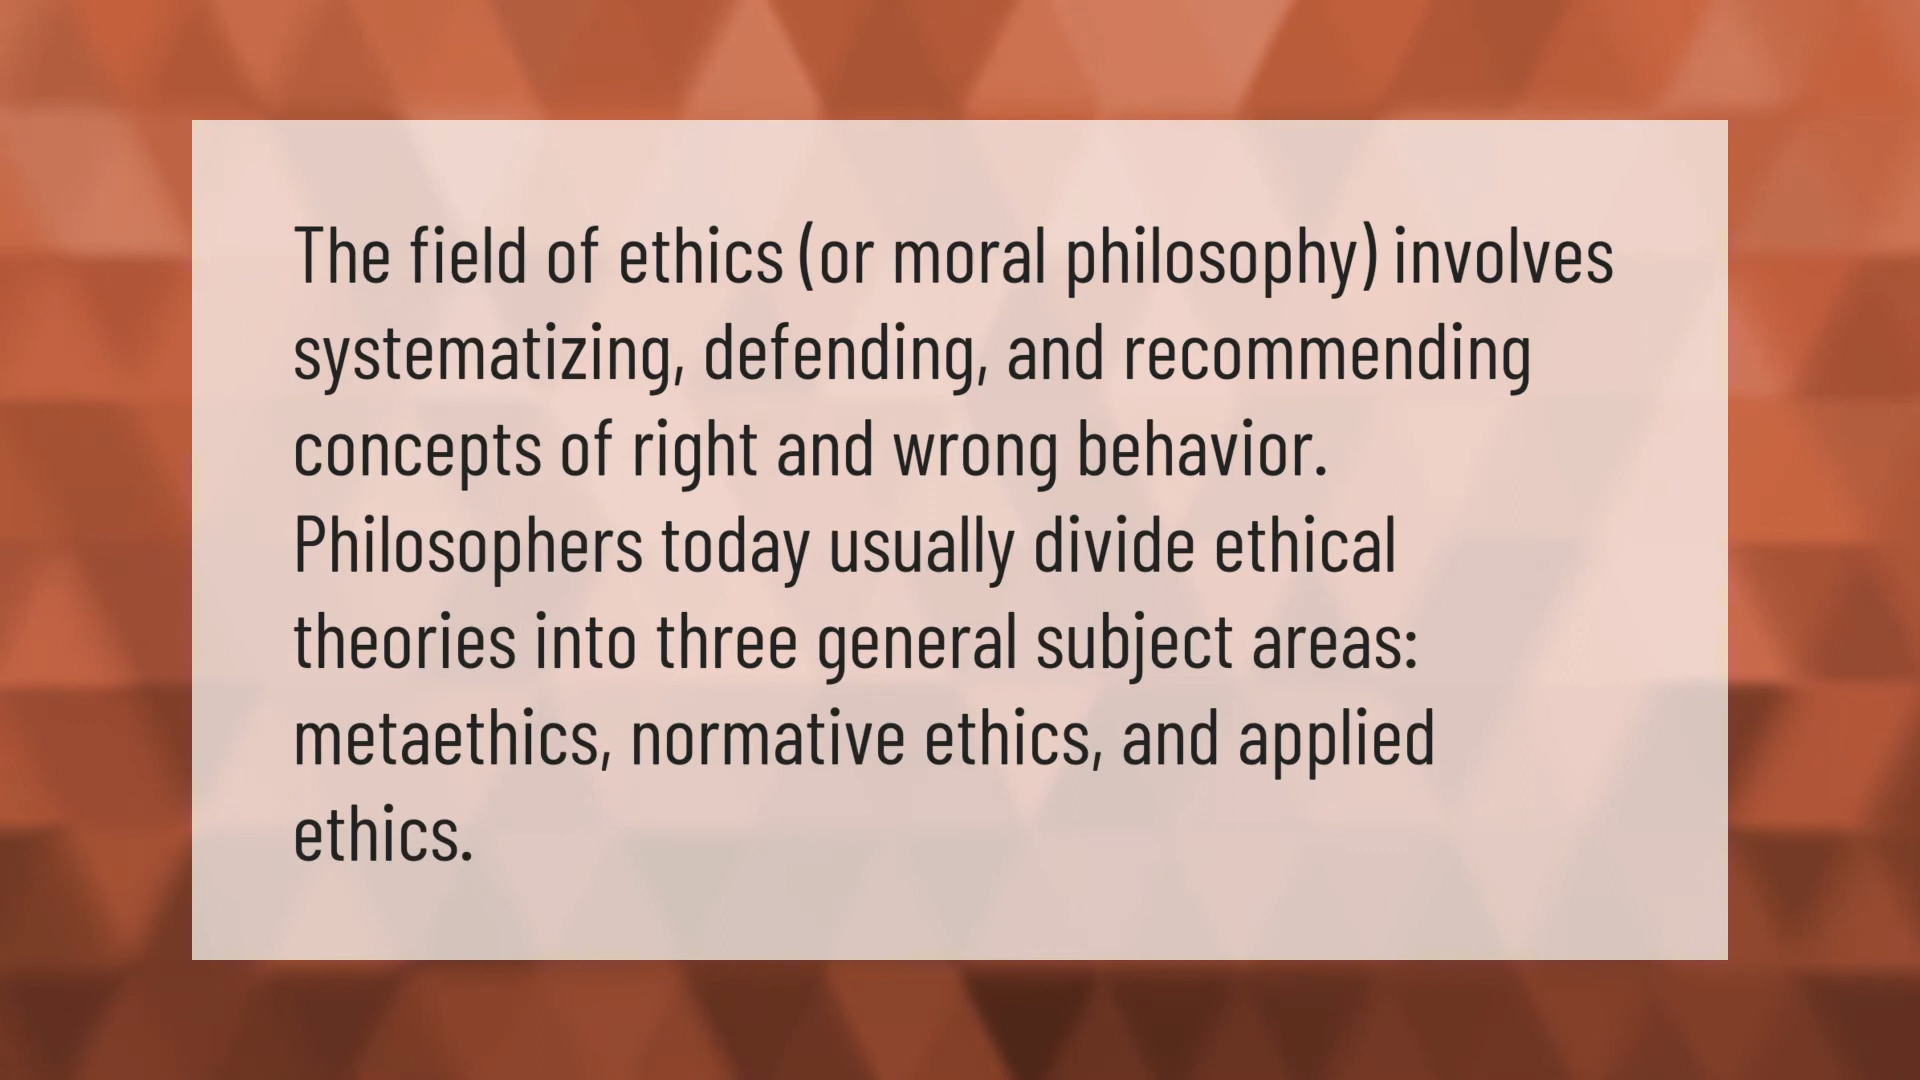 The field of ethics (or moral philosophy) involves
systematizing, defending, and recommending
concepts of right and wrong behavior.
Philosophers today usually divide ethical
theories into three general subject areas:
metaethics, normative ethics, and applied
ethics.